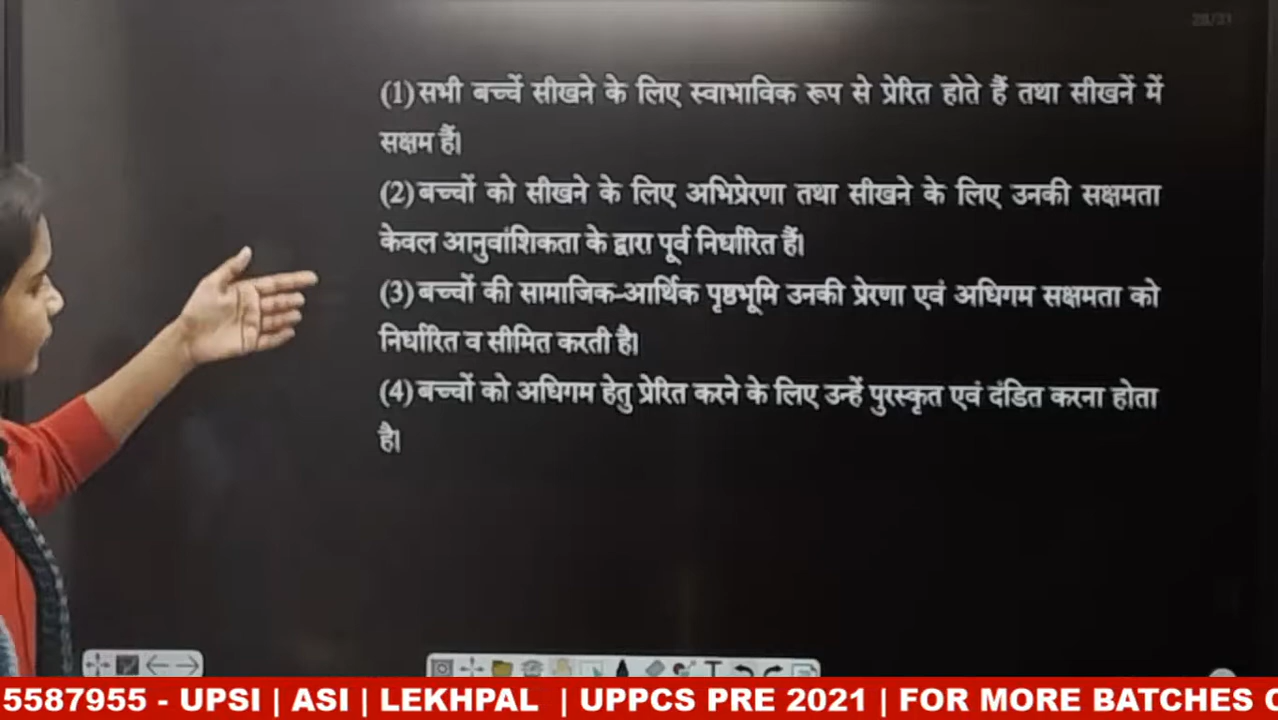 28/31
(1) सभी बच्चें सीखने के लिए स्वाभाविक रूप से प्रेरित होते हैं तथा सीखनें में
सक्षम हैं।
(2) बच्चों को सीखने के लिए अभिप्रेरणा तथा सीखने के लिए उनकी सक्षमता
केवल आनुवांशिकता के द्वारा पूर्व निर्धारित हैं।
(3) बच्चों की सामाजिक-आर्थिक पृष्ठभूमि उनकी प्रेरणा एवं अधिगम सक्षमता को
निर्धारित व सीमित करती है।
(4) बच्चों को अधिगम हेतु प्रेरित करने के लिए उन्हें पुरस्कृत एवं दंडित करना होता
है।
5587955 - UPSI | ASI | LEKHPAL | UPPCS PRE 2021 | FOR MORE BATCHES